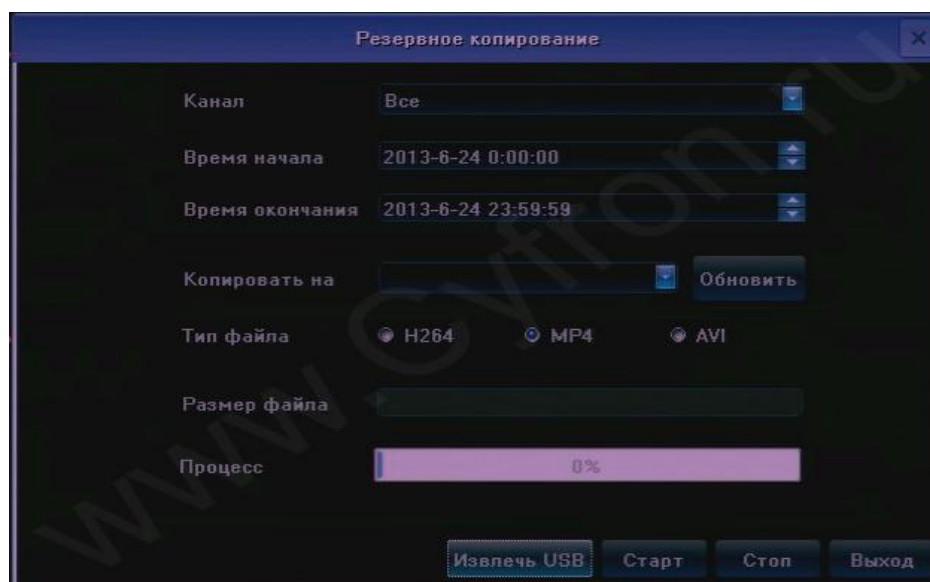 Резервное копирование
Канал Все
Время начала 2013-6-24 0:00:00
Время окончания 2013-6-24 23:59:59
Копировать на Обновить
Тип файла H264 MP4 AVI
Размер файла
Процесс 0%
Извлечь USB Старт Стоп Выход
www.Cyfron.ru